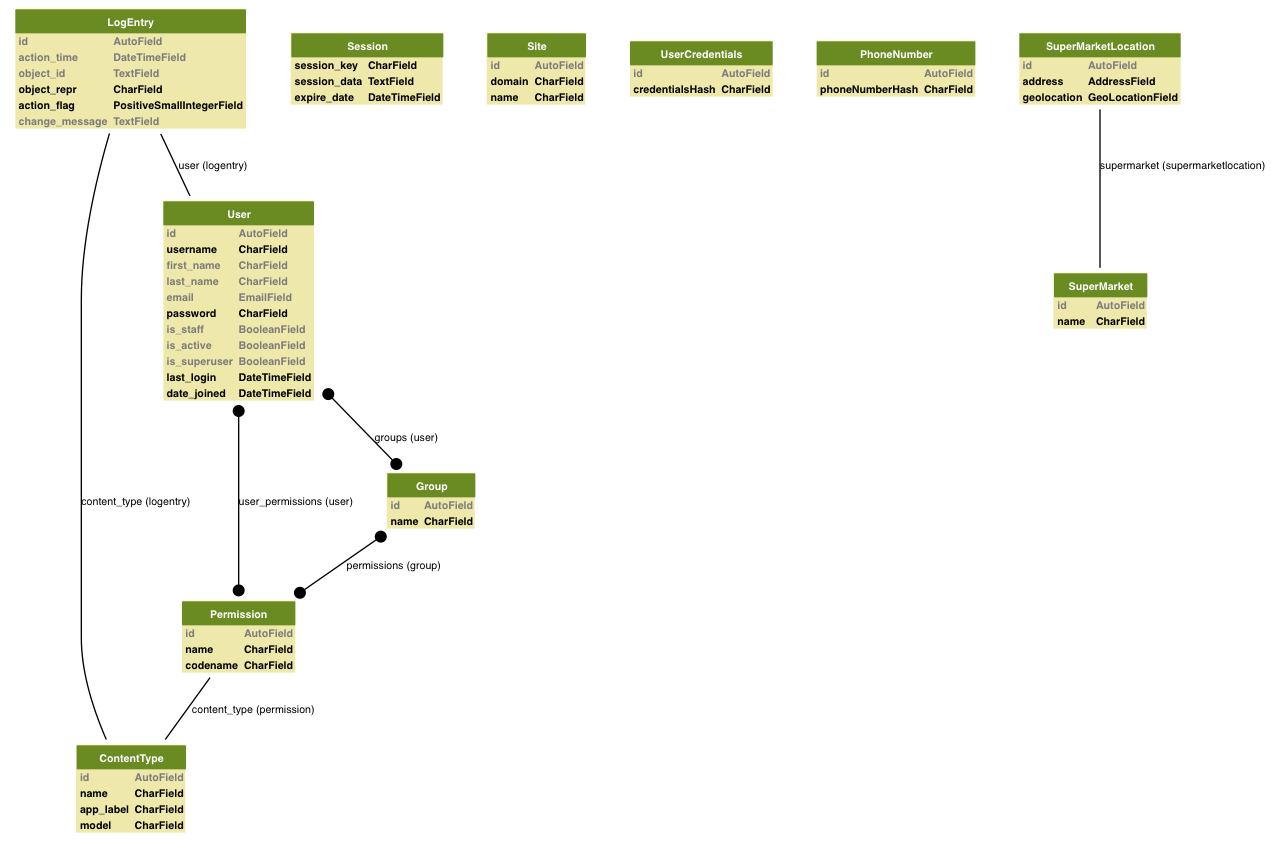 LogEntry
id AutoField
action_time DateTimeField
object_id TextField
object_repr CharField
action_flag PositiveSmallIntegerField
change_message TextField
Session
session_key CharField
session_data TextField
expire_date DateTimeField
Site
id AutoField
domain CharField
name CharField
UserCredentials
id AutoField
credentialsHash CharField
PhoneNumber
id AutoField
phoneNumberHash CharField
SuperMarketLocation
id AutoField
address AddressField
geolocation GeoLocationField
user (logentry)
supermarket (supermarketlocation)
User
id AutoField
username CharField
first_name CharField
last_name CharField
email EmailField
password CharField
is_staff BooleanField
is_active BooleanField
is_superuser BooleanField
last_login DateTimeField
date_joined DateTimeField
SuperMarket
id AutoField
name CharField
groups (user)
content_type (logentry)
user_permissions (user)
Group
id AutoField
name CharField
permissions (group)
Permission
id AutoField
name CharField
codename CharField
content_type (permission)
ContentType
id AutoField
name CharField
app_label CharField
model CharField